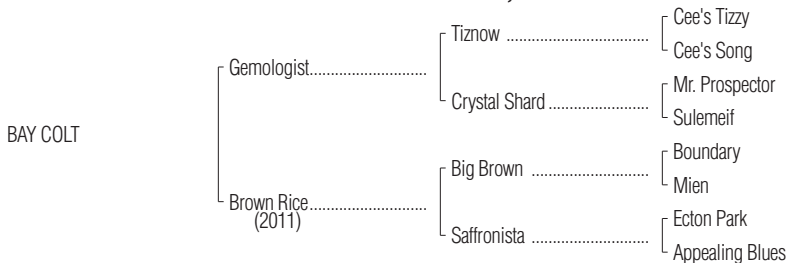 Cee's Tizzy
Tiznow ...................................
Cee's Song
Gemologist.............................
Mr. Prospector
Crystal Shard .........................
Sulemeif
BAY COLT
Boundary
Big Brown .............................
Mien
Brown Rice.............................
(2011)
Ecton Park
Saffronista .............................
Appealing Blues